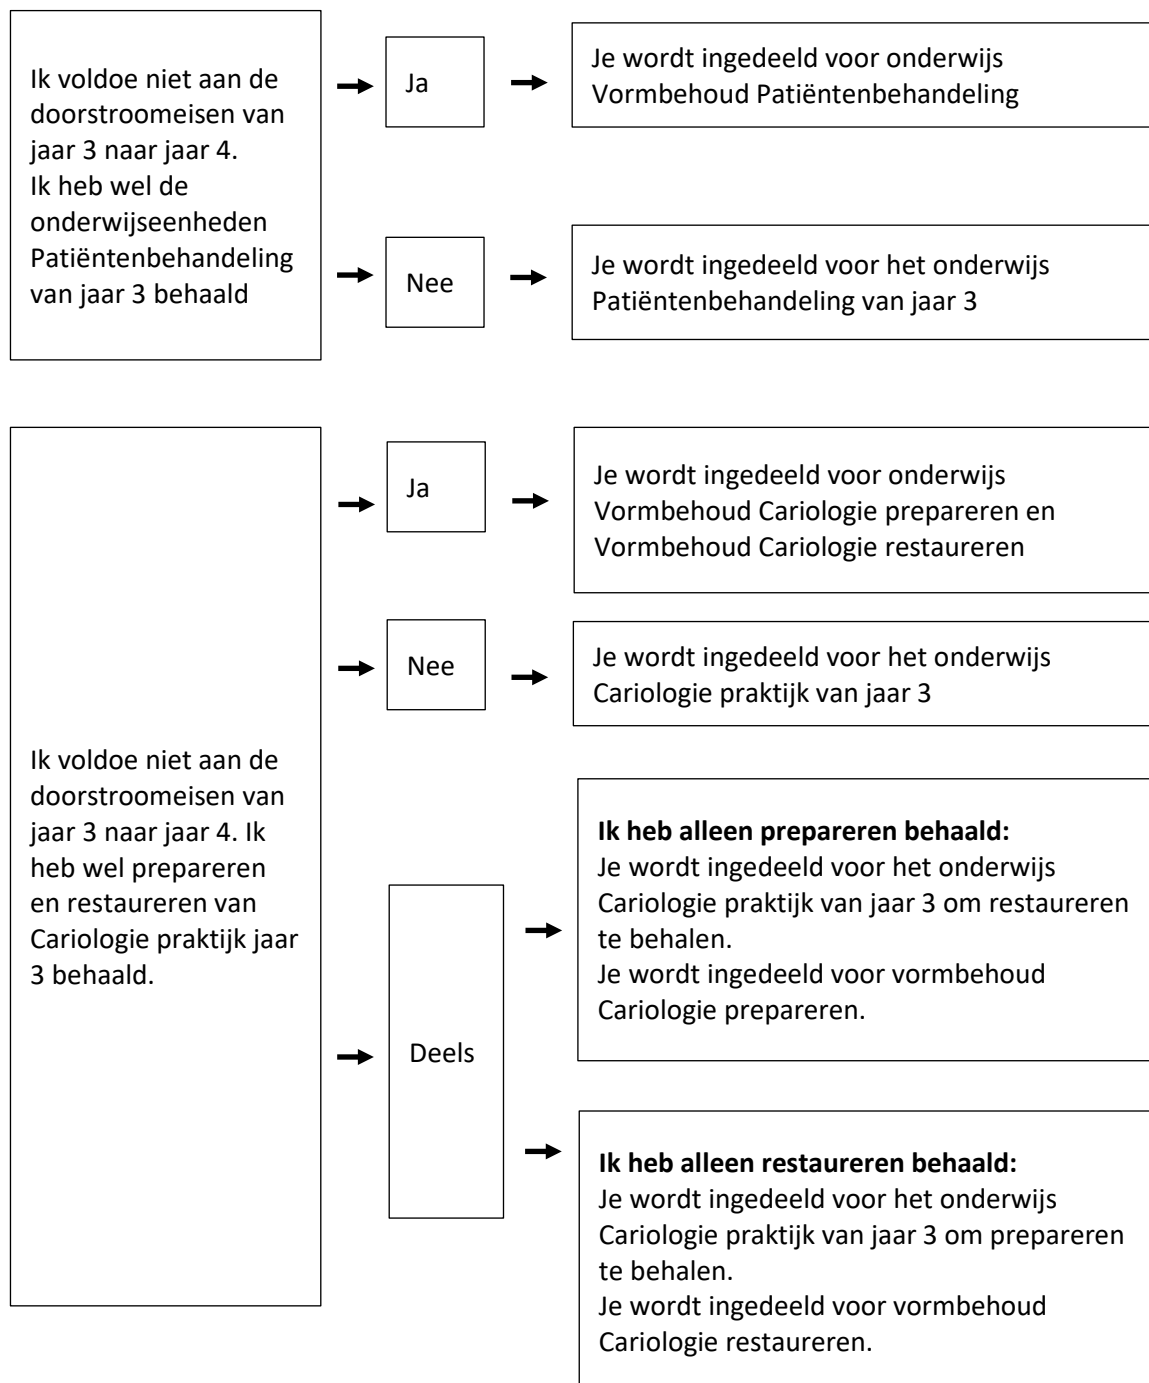 Ik voldoe niet aan de
doorstroomeisen van
jaar 3 naar jaar 4.
Ik heb wel de
onderwijseenheden
Patiëntenbehandeling
van jaar 3 behaald
Ja
Je wordt ingedeeld voor onderwijs
Vormbehoud Patiëntenbehandeling
Nee
Je wordt ingedeeld voor het onderwijs
Patiëntenbehandeling van jaar 3
Ik voldoe niet aan de
doorstroomeisen van
jaar 3 naar jaar 4. Ik
heb wel prepareren
en restaureren van
Cariologie praktijk jaar
3 behaald.
Ja
Je wordt ingedeeld voor onderwijs
Vormbehoud Cariologie prepareren en
Vormbehoud Cariologie restaureren
Nee
Je wordt ingedeeld voor het onderwijs
Cariologie praktijk van jaar 3
Deels
Ik heb alleen prepareren behaald:
Je wordt ingedeeld voor het onderwijs
Cariologie praktijk van jaar 3 om restaureren
te behalen.
Je wordt ingedeeld voor vormbehoud
Cariologie prepareren.
Ik heb alleen restaureren behaald:
Je wordt ingedeeld voor het onderwijs
Cariologie praktijk van jaar 3 om prepareren
te behalen.
Je wordt ingedeeld voor vormbehoud
Cariologie restaureren.